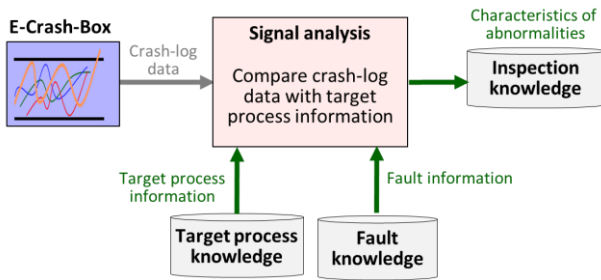 E-Crash-Box
Crash-log
data
Signal analysis
Compare crash-log
data with target
process information
Characteristics of
abnormalities
Inspection
knowledge
Target process
information
Fault information
Target process
knowledge
Fault
knowledge